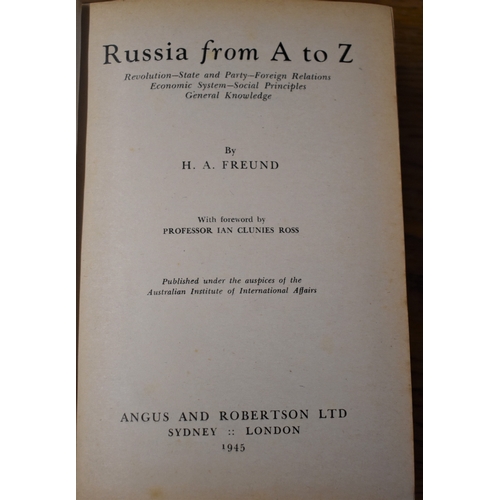 Russia from A to Z
Revolution—State and Party—Foreign Relations
Economic System—Social Principles
General Knowledge
By
H. A. FREUND
With foreword by
PROFESSOR IAN CLUNIES ROSS
Published under the auspices of the
Australian Institute of International Affairs
ANGUS AND ROBERTSON LTD
SYDNEY :: LONDON
1945